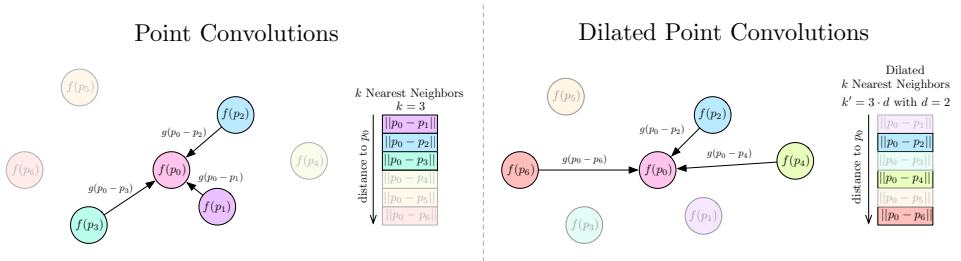 Point Convolutions
f(p₅)
f(p₂)
g(p₀ − p₂)
f(p₆)
f(p₀)
f(p₄)
g(p₀ − p₃)
g(p₀ − p₁)
f(p₃)
f(p₁)
k Nearest Neighbors
k = 3
distance to p₀
||p₀ − p₁||
||p₀ − p₂||
||p₀ − p₃||
||p₀ − p₄||
||p₀ − p₅||
||p₀ − p₆||
Dilated Point Convolutions
f(p₅)
f(p₂)
g(p₀ − p₂)
f(p₆)
g(p₀ − p₆)
f(p₀)
g(p₀ − p₄)
f(p₄)
f(p₃)
f(p₁)
Dilated
k Nearest Neighbors
k′ = 3 · d with d = 2
distance to p₀
||p₀ − p₁||
||p₀ − p₂||
||p₀ − p₃||
||p₀ − p₄||
||p₀ − p₅||
||p₀ − p₆||